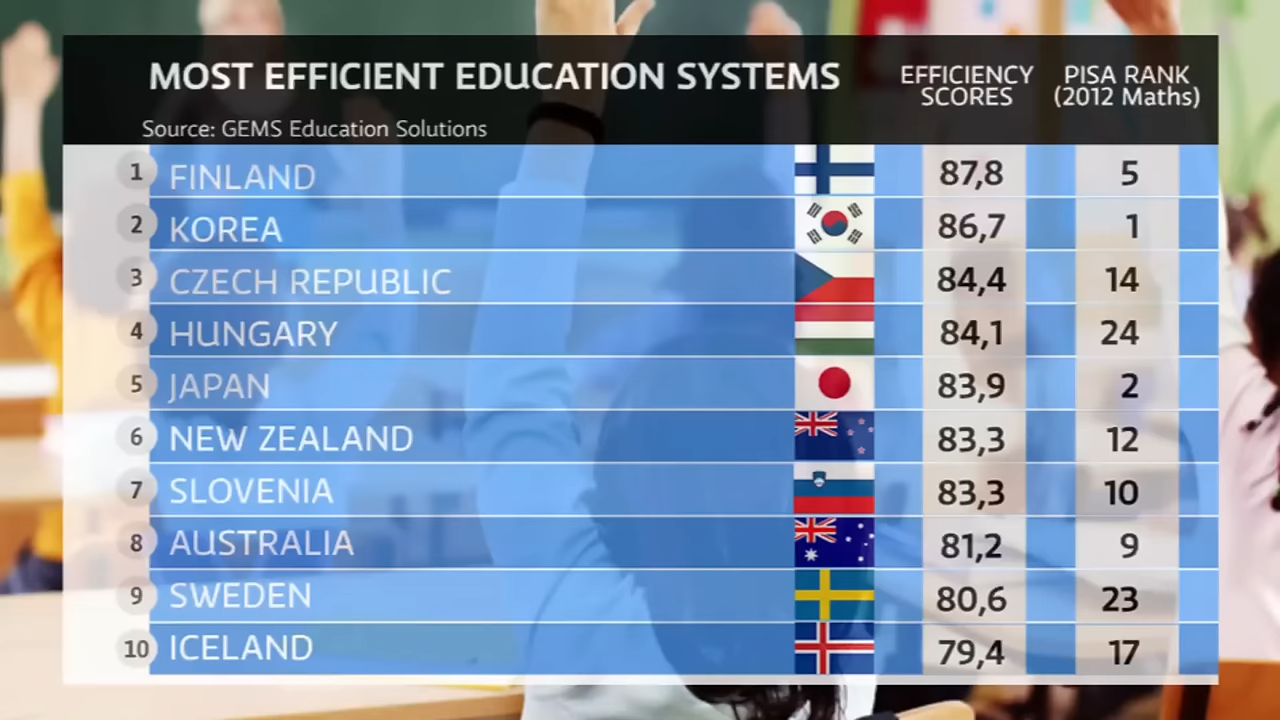 MOST EFFICIENT EDUCATION SYSTEMS
EFFICIENCY SCORES
PISA RANK (2012 Maths)
Source: GEMS Education Solutions
1 FINLAND 87,8 5
2 KOREA 86,7 1
3 CZECH REPUBLIC 84,4 14
4 HUNGARY 84,1 24
5 JAPAN 83,9 2
6 NEW ZEALAND 83,3 12
7 SLOVENIA 83,3 10
8 AUSTRALIA 81,2 9
9 SWEDEN 80,6 23
10 ICELAND 79,4 17